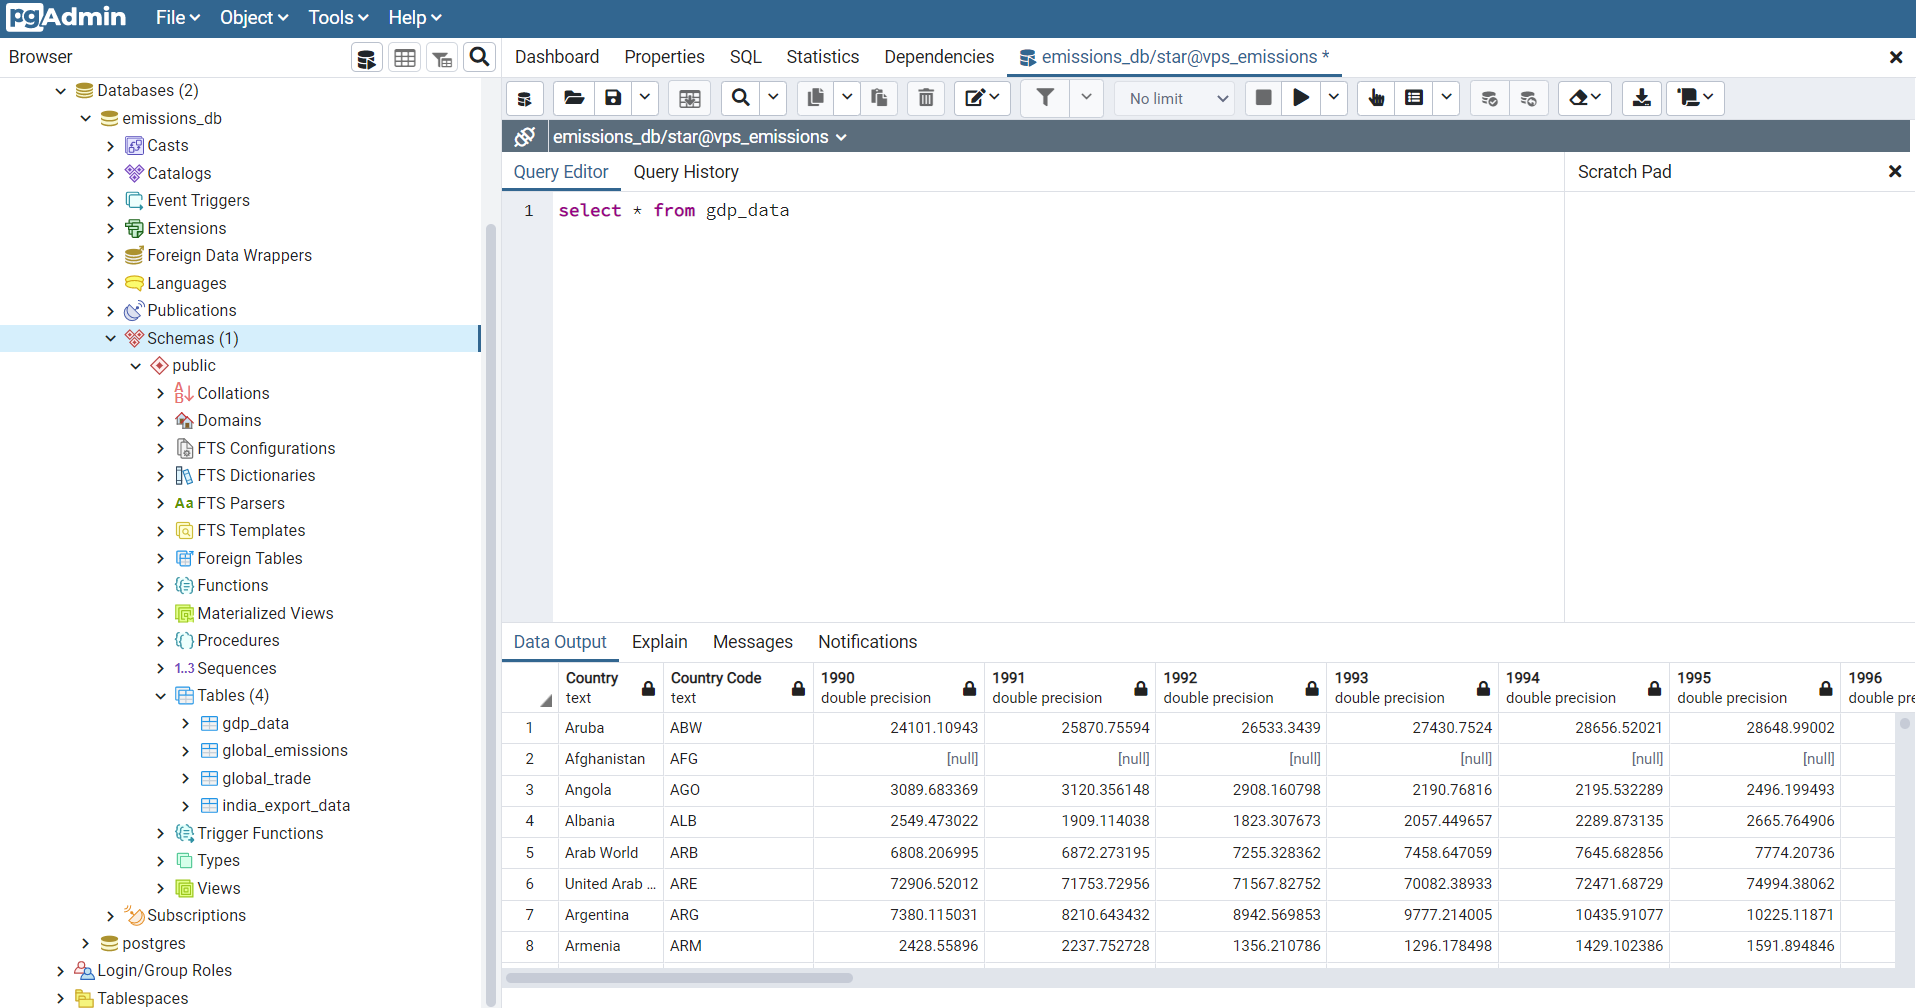 pgAdmin File Object Tools Help
Browser
Databases (2)
emissions_db
Casts
Catalogs
Event Triggers
Extensions
Foreign Data Wrappers
Languages
Publications
Schemas (1)
public
Collations
Domains
FTS Configurations
FTS Dictionaries
Aa FTS Parsers
FTS Templates
Foreign Tables
Functions
Materialized Views
Procedures
1..3 Sequences
Tables (4)
gdp_data
global_emissions
global_trade
india_export_data
Trigger Functions
Types
Views
Subscriptions
postgres
Login/Group Roles
Tablespaces
Dashboard Properties SQL Statistics Dependencies emissions_db/star@vps_emissions *
No limit
emissions_db/star@vps_emissions
Query Editor Query History
Scratch Pad
1 select * from gdp_data
Data Output Explain Messages Notifications
Country Country Code 1990 1991 1992 1993 1994 1995 1996
text text double precision double precision double precision double precision double precision double precision double pre
1 Aruba ABW 24101.10943 25870.75594 26533.3439 27430.7524 28656.52021 28648.99002
2 Afghanistan AFG [null] [null] [null] [null] [null] [null]
3 Angola AGO 3089.683369 3120.356148 2908.160798 2190.76816 2195.532289 2496.199493
4 Albania ALB 2549.473022 1909.114038 1823.307673 2057.449657 2289.873135 2665.764906
5 Arab World ARB 6808.206995 6872.273195 7255.328362 7458.647059 7645.682856 7774.20736
6 United Arab ... ARE 72906.52012 71753.72956 71567.82752 70082.38933 72471.68729 74994.38062
7 Argentina ARG 7380.115031 8210.643432 8942.569853 9777.214005 10435.91077 10225.11871
8 Armenia ARM 2428.55896 2237.752728 1356.210786 1296.178498 1429.102386 1591.894846